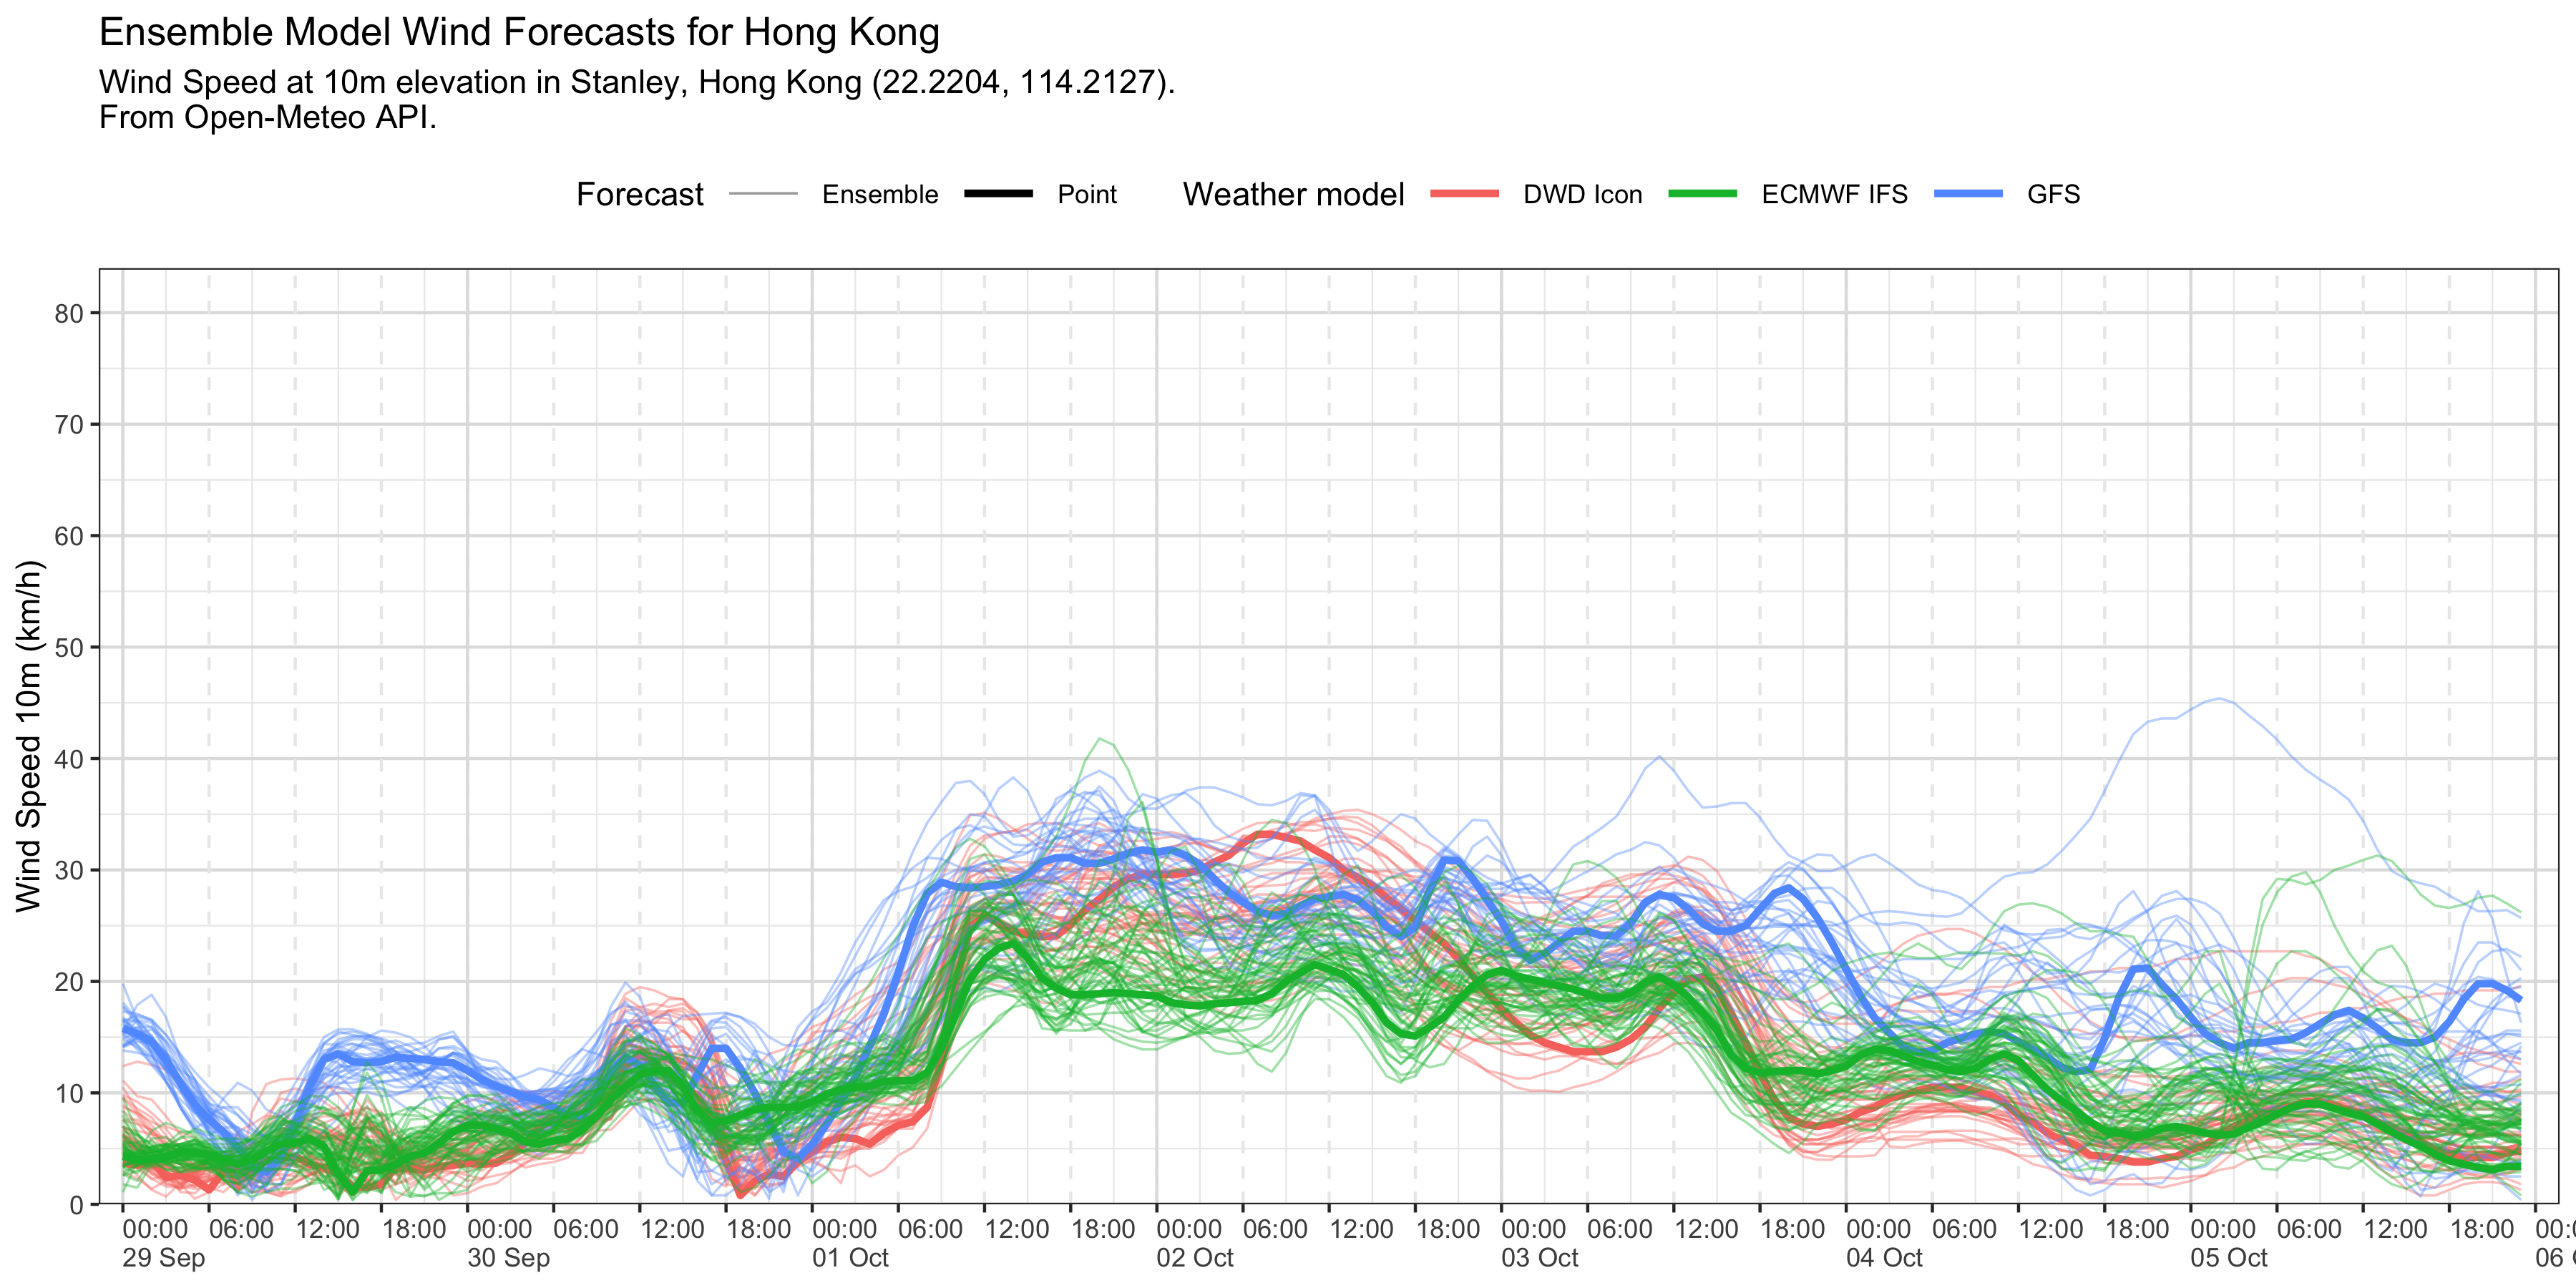 Ensemble Model Wind Forecasts for Hong Kong
Wind Speed at 10m elevation in Stanley, Hong Kong (22.2204, 114.2127).
From Open-Meteo API.
Forecast Ensemble Point Weather model DWD Icon ECMWF IFS GFS
Wind Speed 10m (km/h)
80
70
60
50
40
30
20
10
0
00:00 06:00 12:00 18:00 00:00 06:00 12:00 18:00 00:00 06:00 12:00 18:00 00:00 06:00 12:00 18:00 00:00 06:00 12:00 18:00 00:00 06:00 12:00 18:00 00:00 06:00 12:00 18:00 00:
29 Sep 30 Sep 01 Oct 02 Oct 03 Oct 04 Oct 05 Oct 06